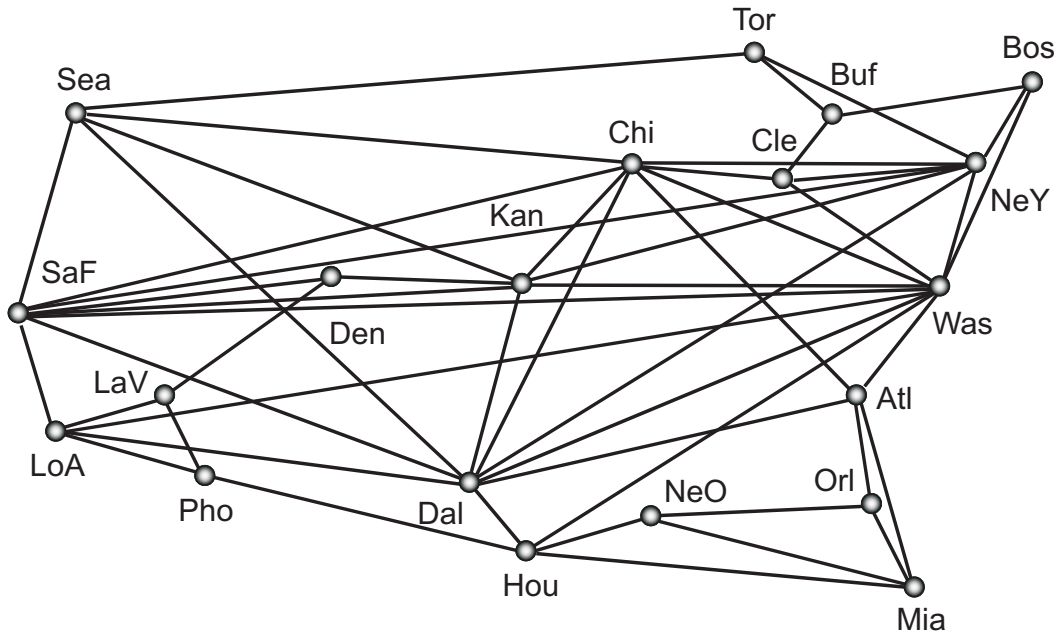 Tor
Bos
Sea
Buf
Chi
Cle
NeY
Kan
SaF
Den
Was
LaV
Atl
LoA
Pho
Dal
NeO
Orl
Hou
Mia